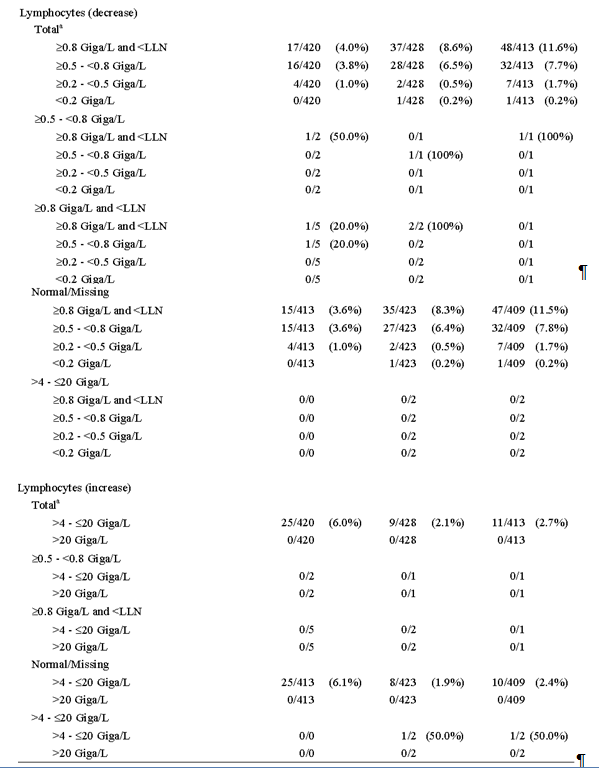 Lymphocytes (decrease)
Totalª
≥0.8 Giga/L and <LLN 17/420 (4.0%) 37/428 (8.6%) 48/413 (11.6%)
≥0.5 - <0.8 Giga/L 16/420 (3.8%) 28/428 (6.5%) 32/413 (7.7%)
≥0.2 - <0.5 Giga/L 4/420 (1.0%) 2/428 (0.5%) 7/413 (1.7%)
<0.2 Giga/L 0/420 1/428 (0.2%) 1/413 (0.2%)
≥0.5 - <0.8 Giga/L
≥0.8 Giga/L and <LLN 1/2 (50.0%) 0/1 1/1 (100%)
≥0.5 - <0.8 Giga/L 0/2 1/1 (100%) 0/1
≥0.2 - <0.5 Giga/L 0/2 0/1 0/1
<0.2 Giga/L 0/2 0/1 0/1
≥0.8 Giga/L and <LLN
≥0.8 Giga/L and <LLN 1/5 (20.0%) 2/2 (100%) 0/1
≥0.5 - <0.8 Giga/L 1/5 (20.0%) 0/2 0/1
≥0.2 - <0.5 Giga/L 0/5 0/2 0/1
<0.2 Giga/L 0/5 0/2 0/1 ¶
Normal/Missing
≥0.8 Giga/L and <LLN 15/413 (3.6%) 35/423 (8.3%) 47/409 (11.5%)
≥0.5 - <0.8 Giga/L 15/413 (3.6%) 27/423 (6.4%) 32/409 (7.8%)
≥0.2 - <0.5 Giga/L 4/413 (1.0%) 2/423 (0.5%) 7/409 (1.7%)
<0.2 Giga/L 0/413 1/423 (0.2%) 1/409 (0.2%)
>4 - ≤20 Giga/L
≥0.8 Giga/L and <LLN 0/0 0/2 0/2
≥0.5 - <0.8 Giga/L 0/0 0/2 0/2
≥0.2 - <0.5 Giga/L 0/0 0/2 0/2
<0.2 Giga/L 0/0 0/2 0/2
Lymphocytes (increase)
Totalª
>4 - ≤20 Giga/L 25/420 (6.0%) 9/428 (2.1%) 11/413 (2.7%)
>20 Giga/L 0/420 0/428 0/413
≥0.5 - <0.8 Giga/L
>4 - ≤20 Giga/L 0/2 0/1 0/1
>20 Giga/L 0/2 0/1 0/1
≥0.8 Giga/L and <LLN
>4 - ≤20 Giga/L 0/5 0/2 0/1
>20 Giga/L 0/5 0/2 0/1
Normal/Missing
>4 - ≤20 Giga/L 25/413 (6.1%) 8/423 (1.9%) 10/409 (2.4%)
>20 Giga/L 0/413 0/423 0/409
>4 - ≤20 Giga/L
>4 - ≤20 Giga/L 0/0 1/2 (50.0%) 1/2 (50.0%)
>20 Giga/L 0/0 0/2 0/2 ¶